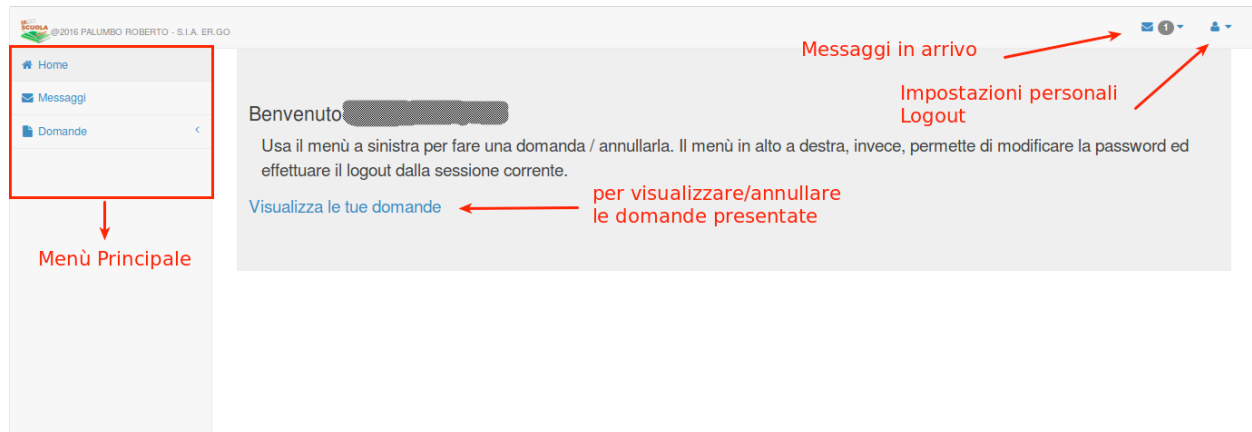 ER
SCUOLA
@2016 PALUMBO ROBERTO - S.I.A. ER.GO
1
Messaggi in arrivo
Home
Messaggi
Domande
Impostazioni personali
Logout
Benvenuto
Usa il menù a sinistra per fare una domanda / annullarla. Il menù in alto a destra, invece, permette di modificare la password ed
effettuare il logout dalla sessione corrente.
Visualizza le tue domande
per visualizzare/annullare
le domande presentate
Menù Principale